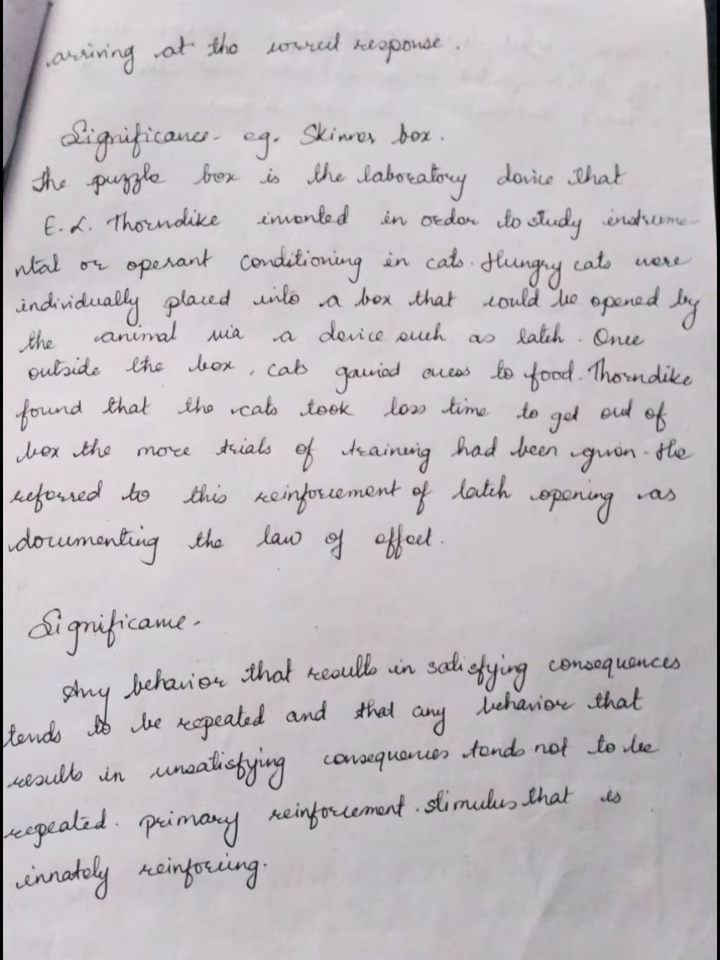 arriving at the correct response.
Significance - eg. Skinner box.
The puzzle box is the laboratory device that
E. L. Thorndike invented in order to study instrume-
ntal or operant conditioning in cats. Hungry cats were
individually placed into a box that could be opened by
the animal via a device such as latch. Once
outside the box, cats gained access to food. Thorndike
found that the cats took less time to get out of
box the more trials of training had been given. He
referred to this reinforcement of latch opening as
documenting the law of effect.
Significance -
Any behavior that results in satisfying consequences
tends to be repeated and that any behavior that
results in unsatisfying consequences tends not to be
repeated. primary reinforcement. stimulus that is
innately reinforcing.